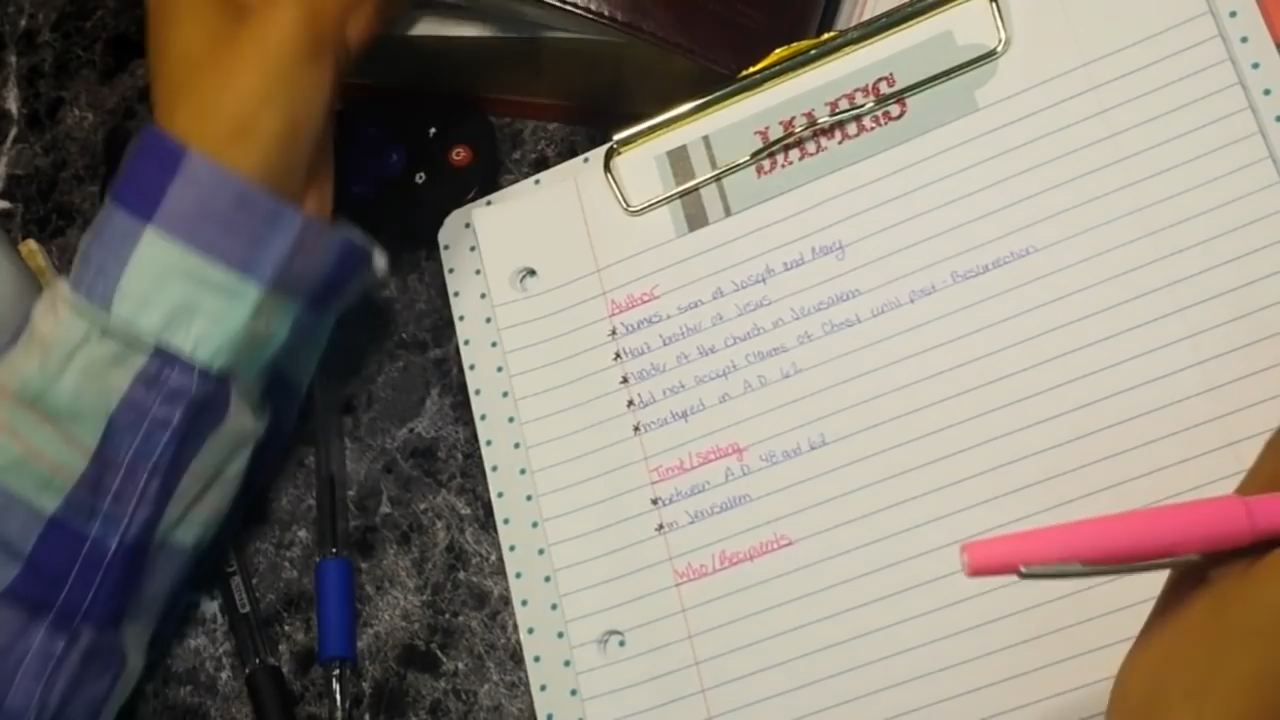 JAMES
Author
*James, son of Joseph and Mary
*Half brother of Jesus
*leader of the church in Jerusalem
*did not accept claims of Christ until post-Resurrection
*martyred in A.D. 62
Time/Setting
*between A.D. 48 and 62
*in Jerusalem
Who/Recipients